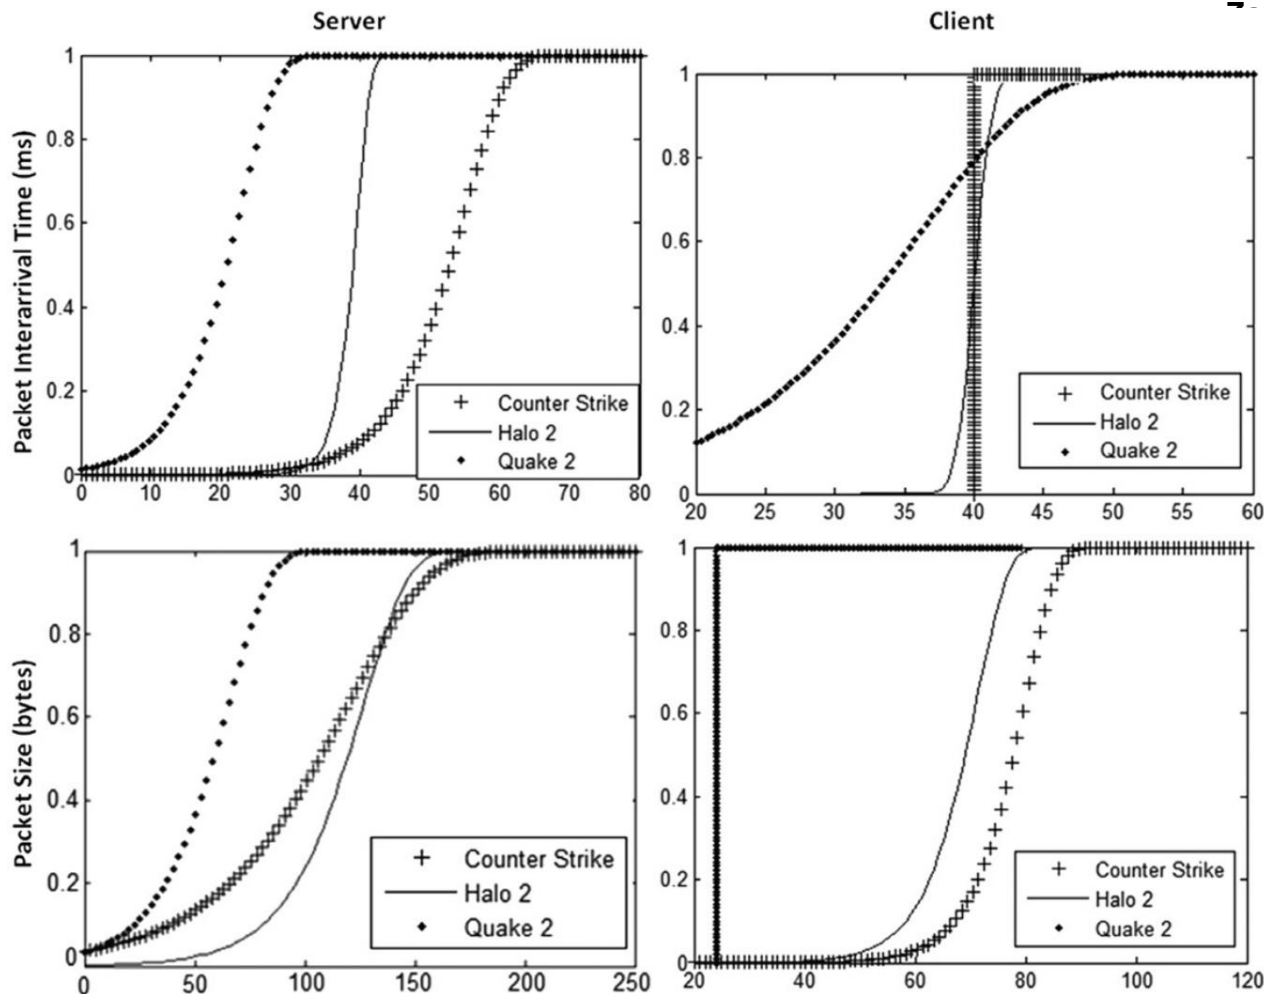 Server
Client
Packet Interarrival Time (ms)
1
0.8
0.6
0.4
0.2
0
0 10 20 30 40 50 60 70 80
Counter Strike
Halo 2
Quake 2
1
0.8
0.6
0.4
0.2
0
20 25 30 35 40 45 50 55 60
Counter Strike
Halo 2
Quake 2
Packet Size (bytes)
1
0.8
0.6
0.4
0.2
0
0 50 100 150 200 250
Counter Strike
Halo 2
Quake 2
1
0.8
0.6
0.4
0.2
0
20 40 60 80 100 120
Counter Strike
Halo 2
Quake 2